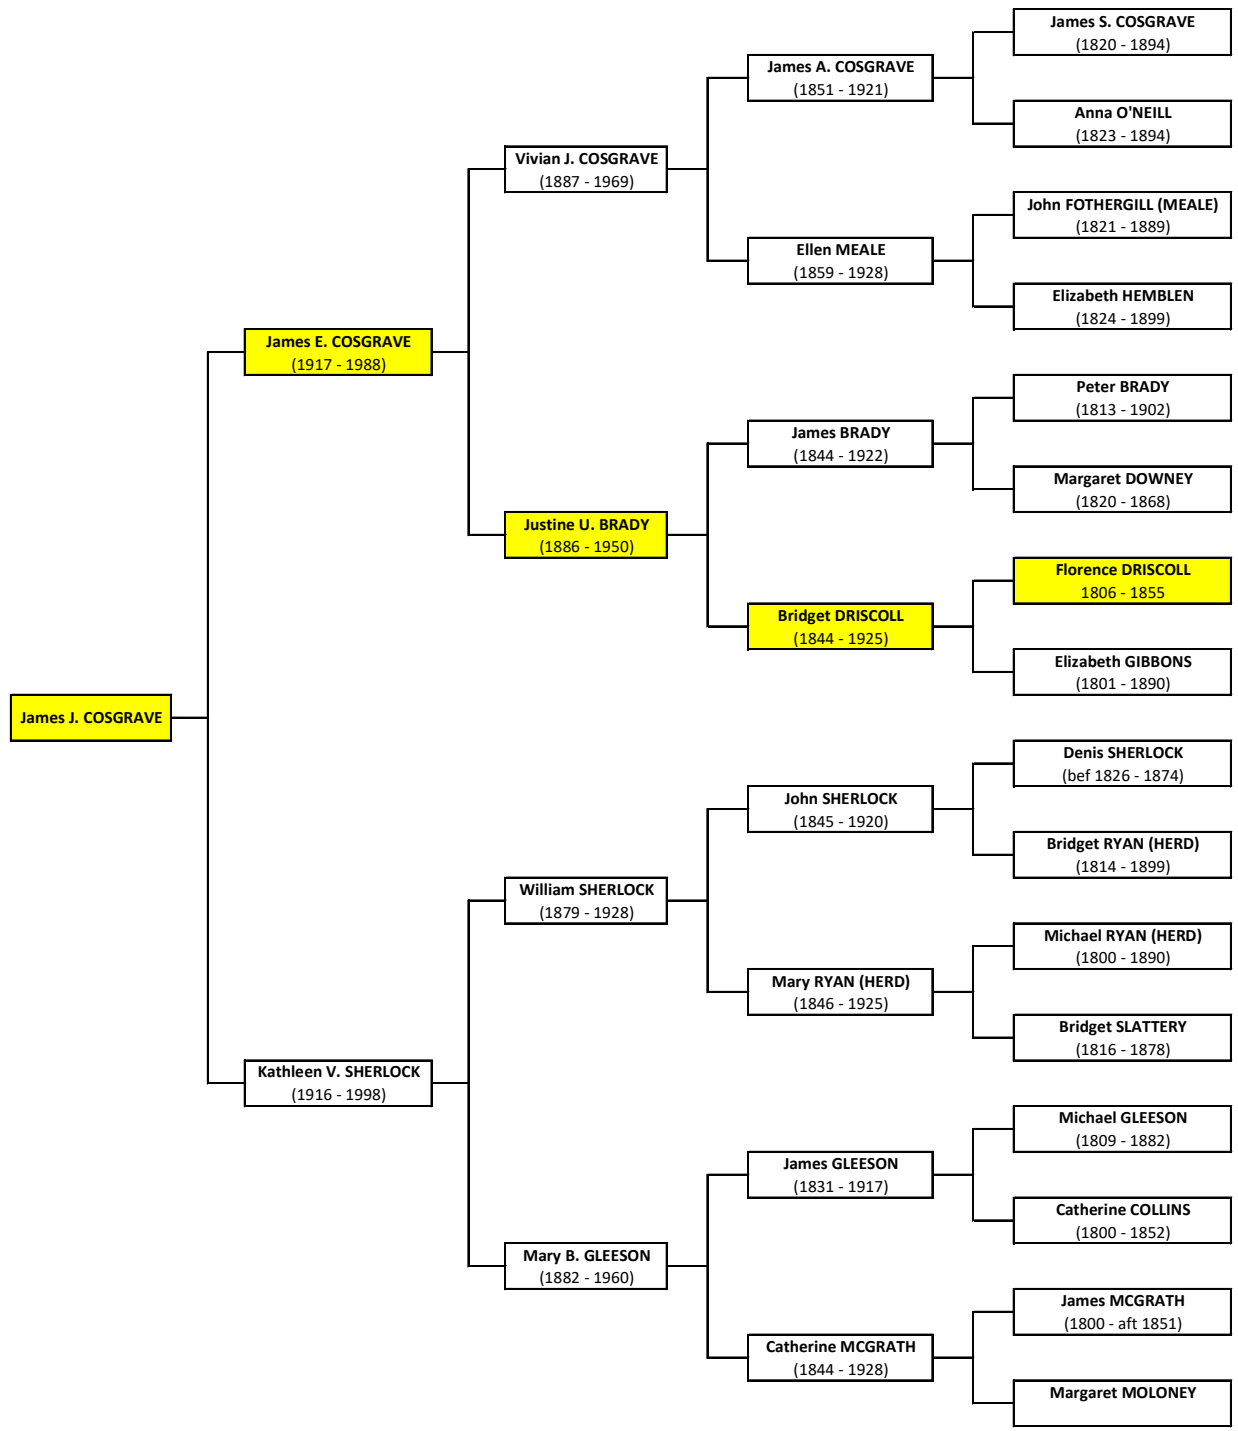 James S. COSGRAVE
(1820 - 1894)
James A. COSGRAVE
(1851 - 1921)
Anna O'NEILL
(1823 - 1894)
Vivian J. COSGRAVE
(1887 - 1969)
John FOTHERGILL (MEALE)
(1821 - 1889)
Ellen MEALE
(1859 - 1928)
Elizabeth HEMBLEN
(1824 - 1899)
James E. COSGRAVE
(1917 - 1988)
Peter BRADY
(1813 - 1902)
James BRADY
(1844 - 1922)
Margaret DOWNEY
(1820 - 1868)
Justine U. BRADY
(1886 - 1950)
Florence DRISCOLL
1806 - 1855
Bridget DRISCOLL
(1844 - 1925)
Elizabeth GIBBONS
(1801 - 1890)
James J. COSGRAVE
Denis SHERLOCK
(bef 1826 - 1874)
John SHERLOCK
(1845 - 1920)
Bridget RYAN (HERD)
(1814 - 1899)
William SHERLOCK
(1879 - 1928)
Michael RYAN (HERD)
(1800 - 1890)
Mary RYAN (HERD)
(1846 - 1925)
Bridget SLATTERY
(1816 - 1878)
Kathleen V. SHERLOCK
(1916 - 1998)
Michael GLEESON
(1809 - 1882)
James GLEESON
(1831 - 1917)
Catherine COLLINS
(1800 - 1852)
Mary B. GLEESON
(1882 - 1960)
James MCGRATH
(1800 - aft 1851)
Catherine MCGRATH
(1844 - 1928)
Margaret MOLONEY